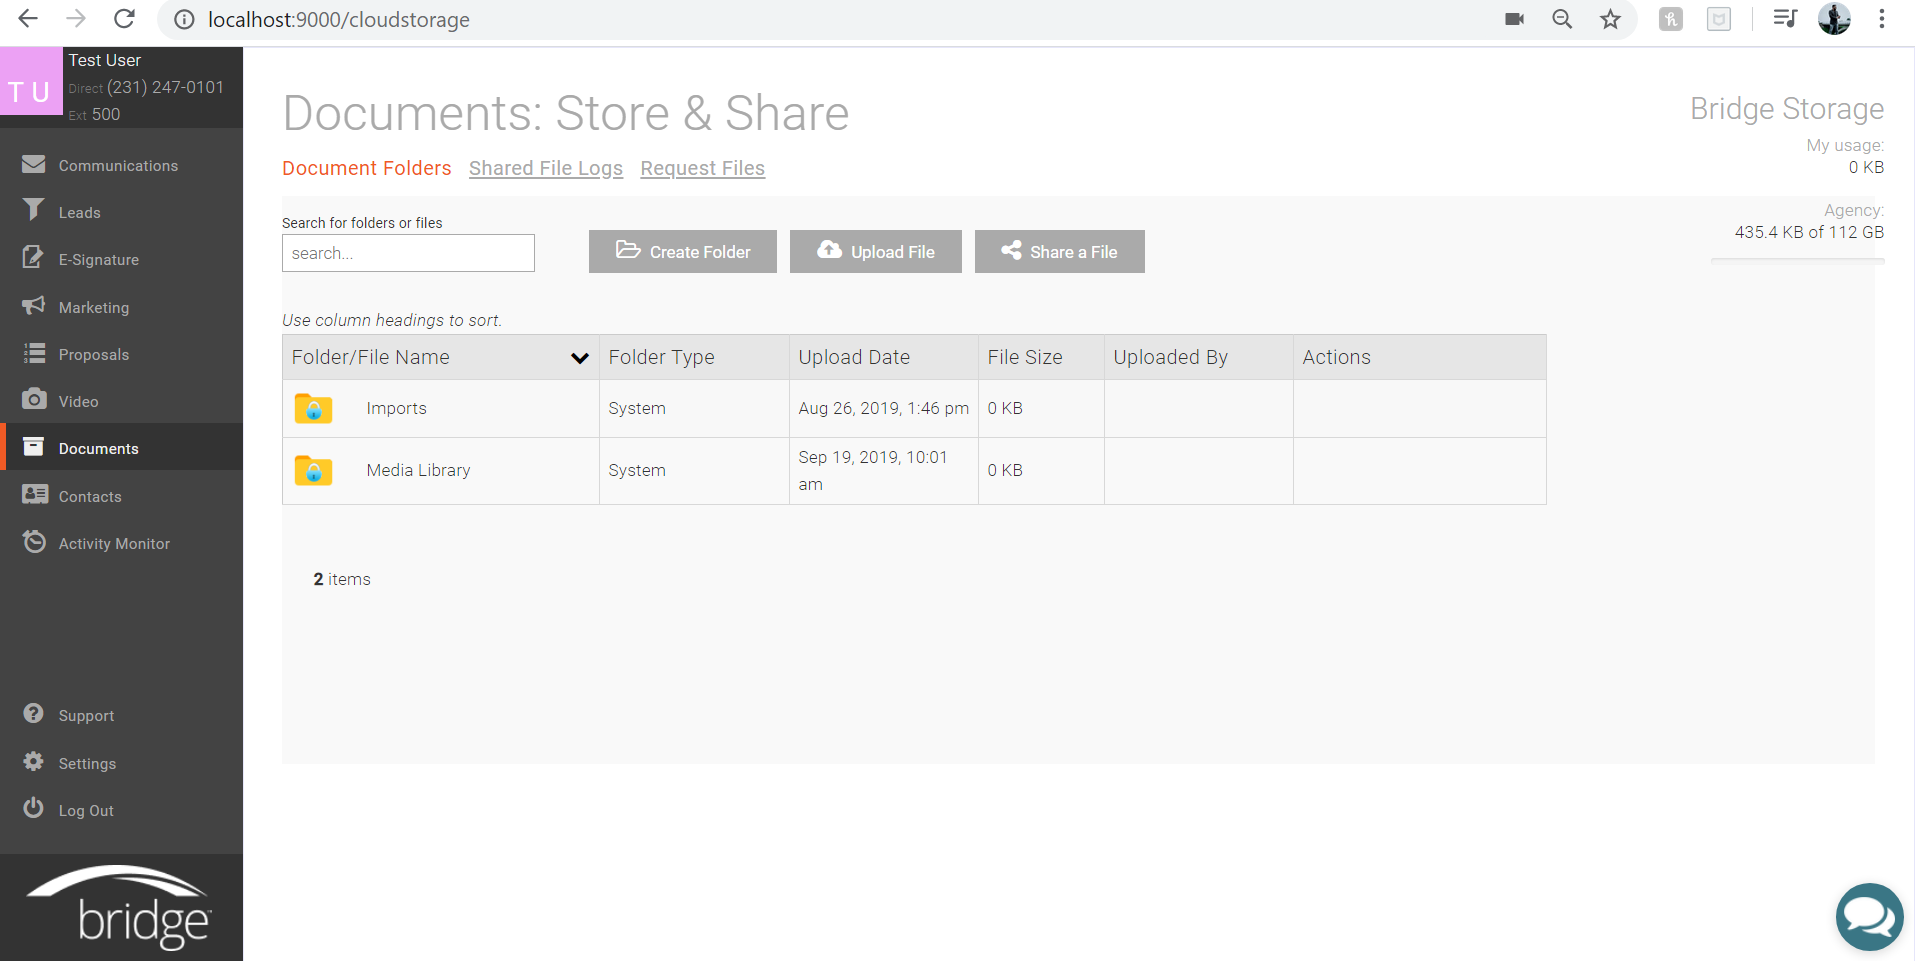 localhost:9000/cloudstorage
T U
Test User
Direct (231) 247-0101
Ext 500
Communications
Leads
E-Signature
Marketing
Proposals
Video
Documents
Contacts
Activity Monitor
Support
Settings
Log Out
bridge
Documents: Store & Share
Document Folders Shared File Logs Request Files
Bridge Storage
My usage:
0 KB
Agency:
435.4 KB of 112 GB
Search for folders or files
search...
Create Folder Upload File Share a File
Use column headings to sort.
Folder/File Name Folder Type Upload Date File Size Uploaded By Actions
Imports System Aug 26, 2019, 1:46 pm 0 KB
Media Library System Sep 19, 2019, 10:01 am 0 KB
2 items